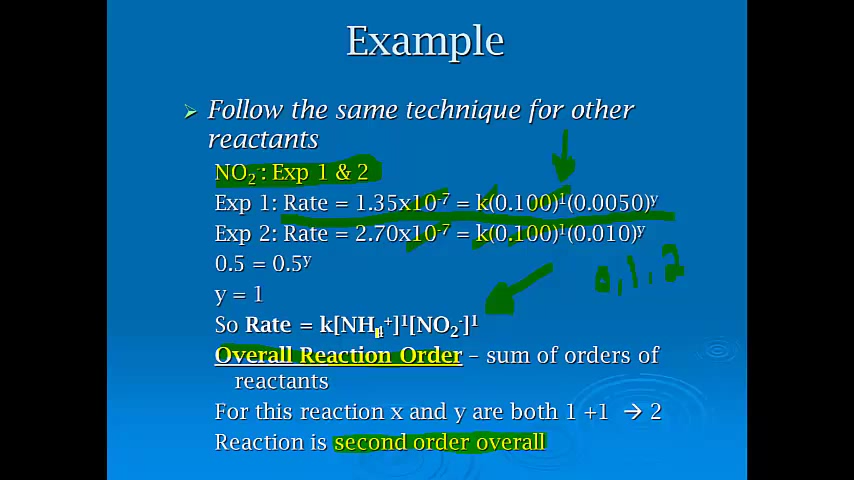 Example
➢ Follow the same technique for other
reactants
NO₂⁻: Exp 1 & 2
Exp 1: Rate = 1.35x10⁻⁷ = k(0.100)¹(0.0050)ʸ
Exp 2: Rate = 2.70x10⁻⁷ = k(0.100)¹(0.010)ʸ
0.5 = 0.5ʸ
0, 1, 2
y = 1
So Rate = k[NH₄⁺]¹[NO₂⁻]¹
Overall Reaction Order – sum of orders of
reactants
For this reaction x and y are both 1 +1 → 2
Reaction is second order overall